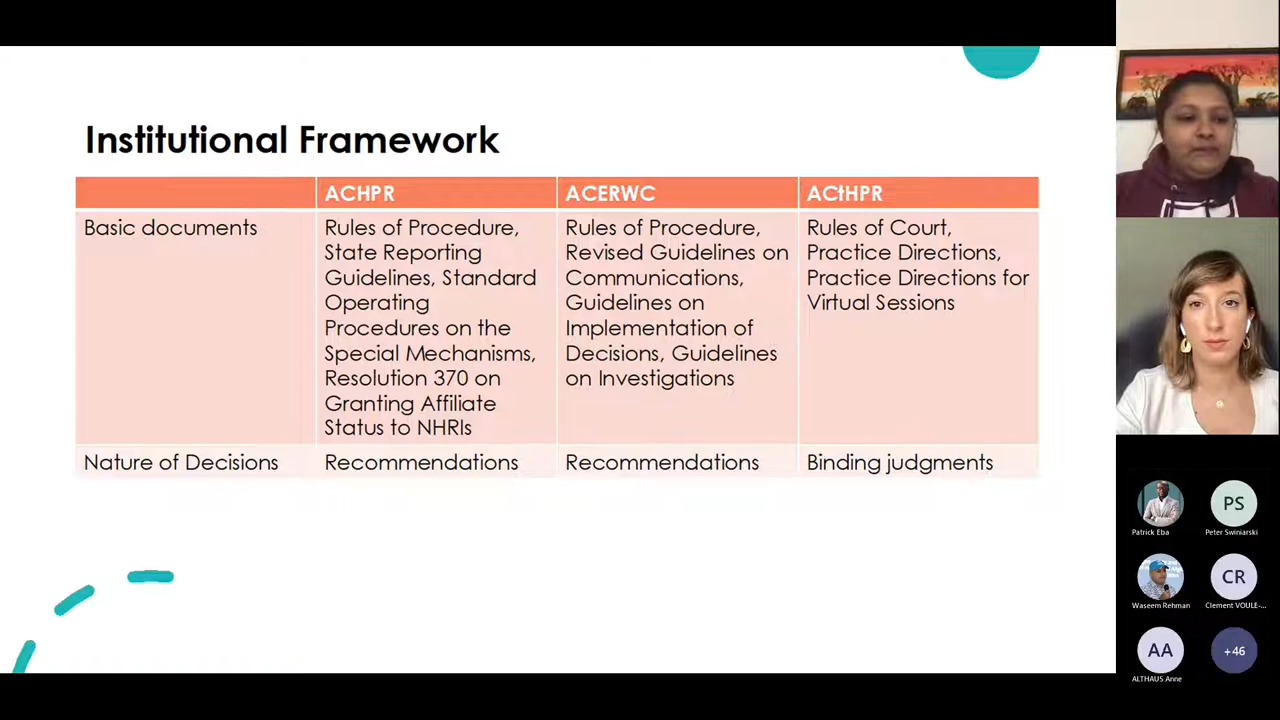 Institutional Framework
ACHPR
ACERWC
ACtHPR
Basic documents
Rules of Procedure,
State Reporting
Guidelines, Standard
Operating
Procedures on the
Special Mechanisms,
Resolution 370 on
Granting Affiliate
Status to NHRIs
Rules of Procedure,
Revised Guidelines on
Communications,
Guidelines on
Implementation of
Decisions, Guidelines
on Investigations
Rules of Court,
Practice Directions,
Practice Directions for
Virtual Sessions
Nature of Decisions
Recommendations
Recommendations
Binding judgments
Patrick Eba
PS
Peter Swiniarski
Waseem Rehman
CR
Clement VOULE-...
AA
ALTHAUS Anne
+46